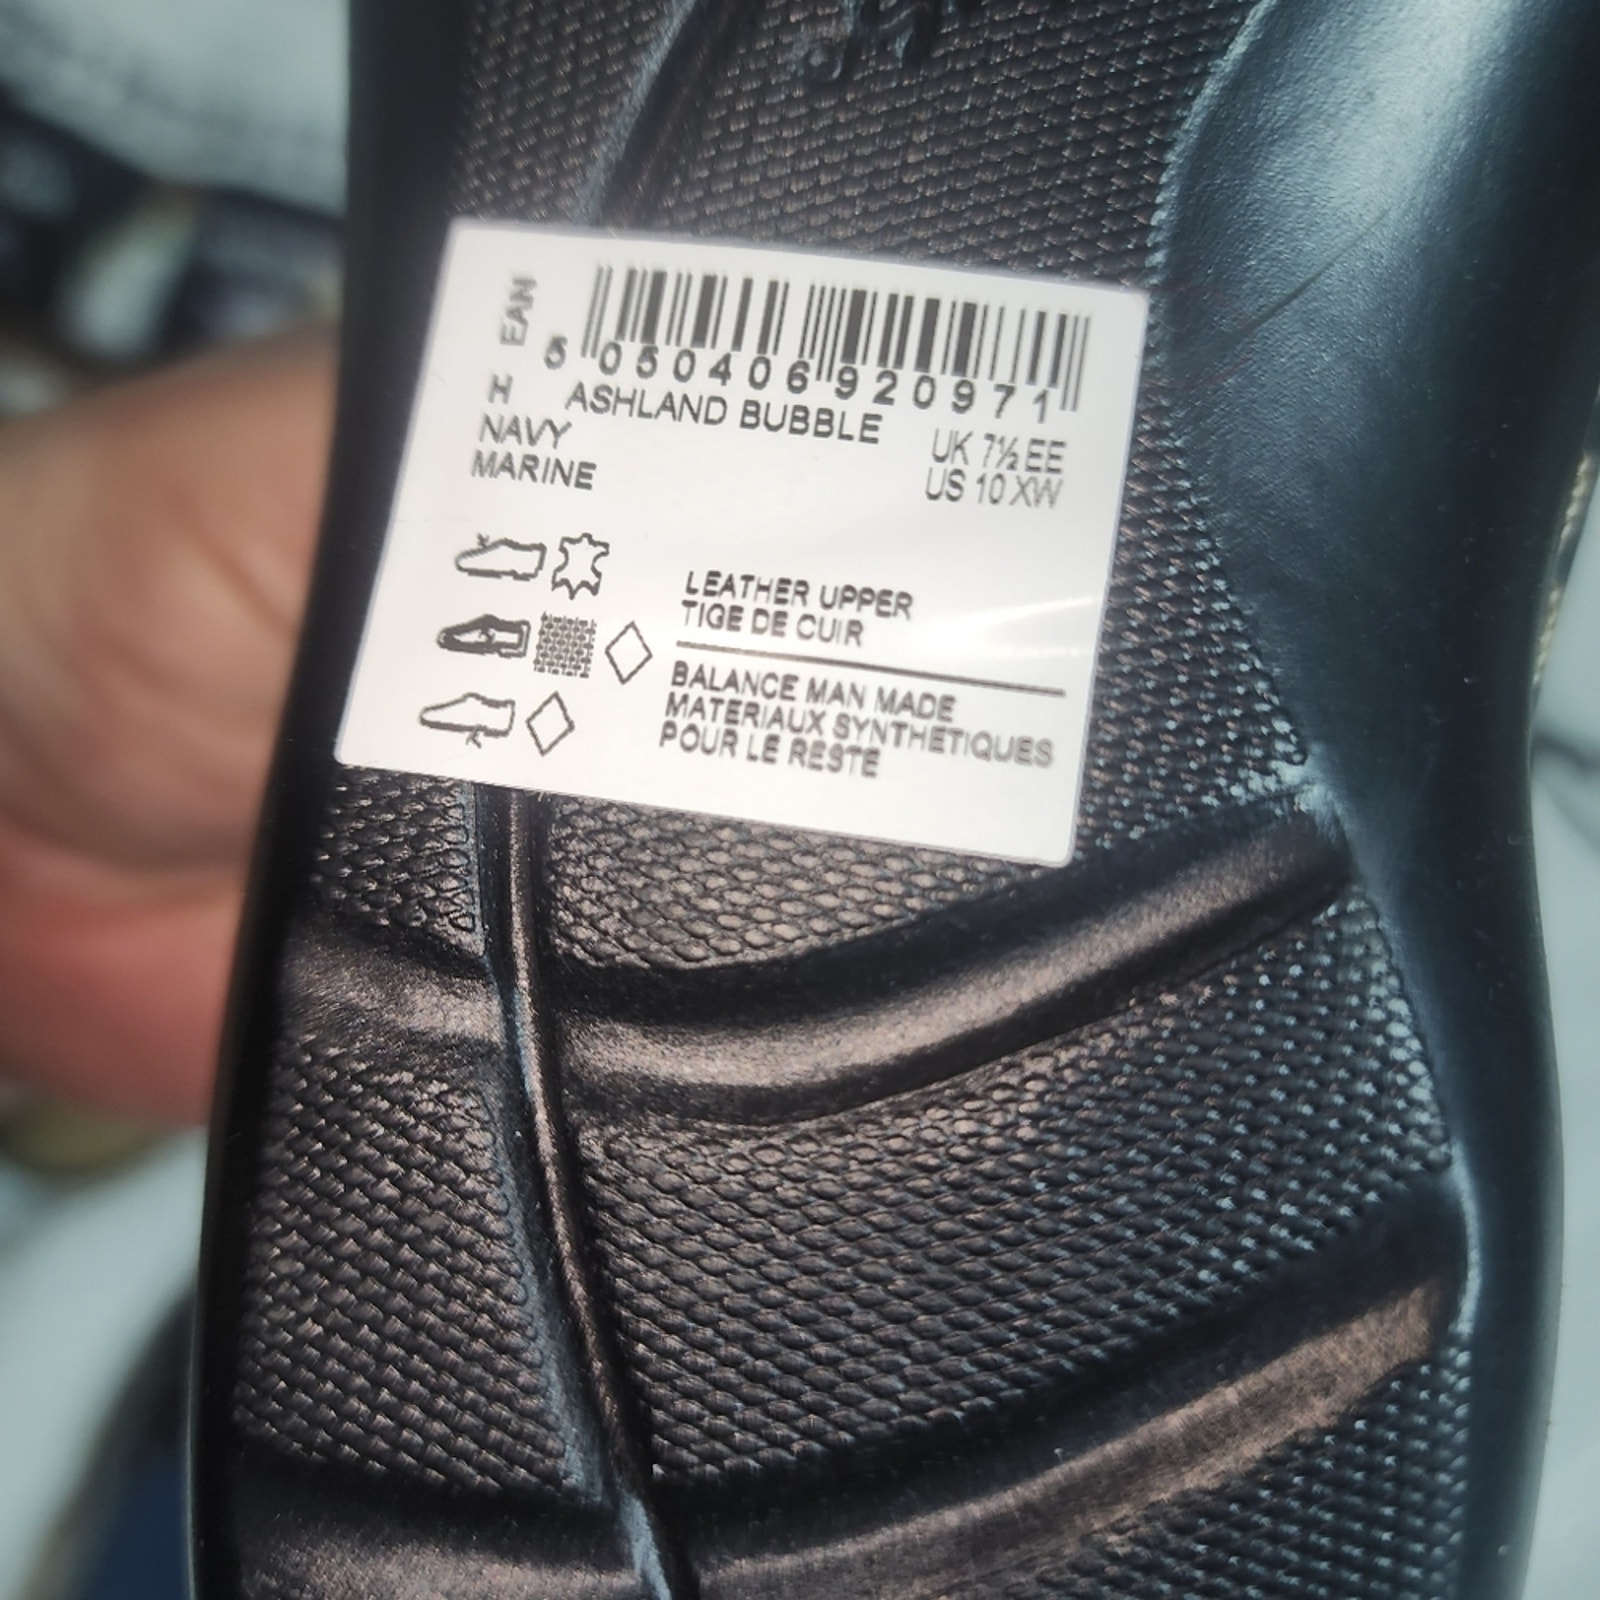 EAN
5 050406 920971
H ASHLAND BUBBLE
NAVY
MARINE
UK 7½ EE
US 10 XW
LEATHER UPPER
TIGE DE CUIR
BALANCE MAN MADE
MATERIAUX SYNTHETIQUES
POUR LE RESTE